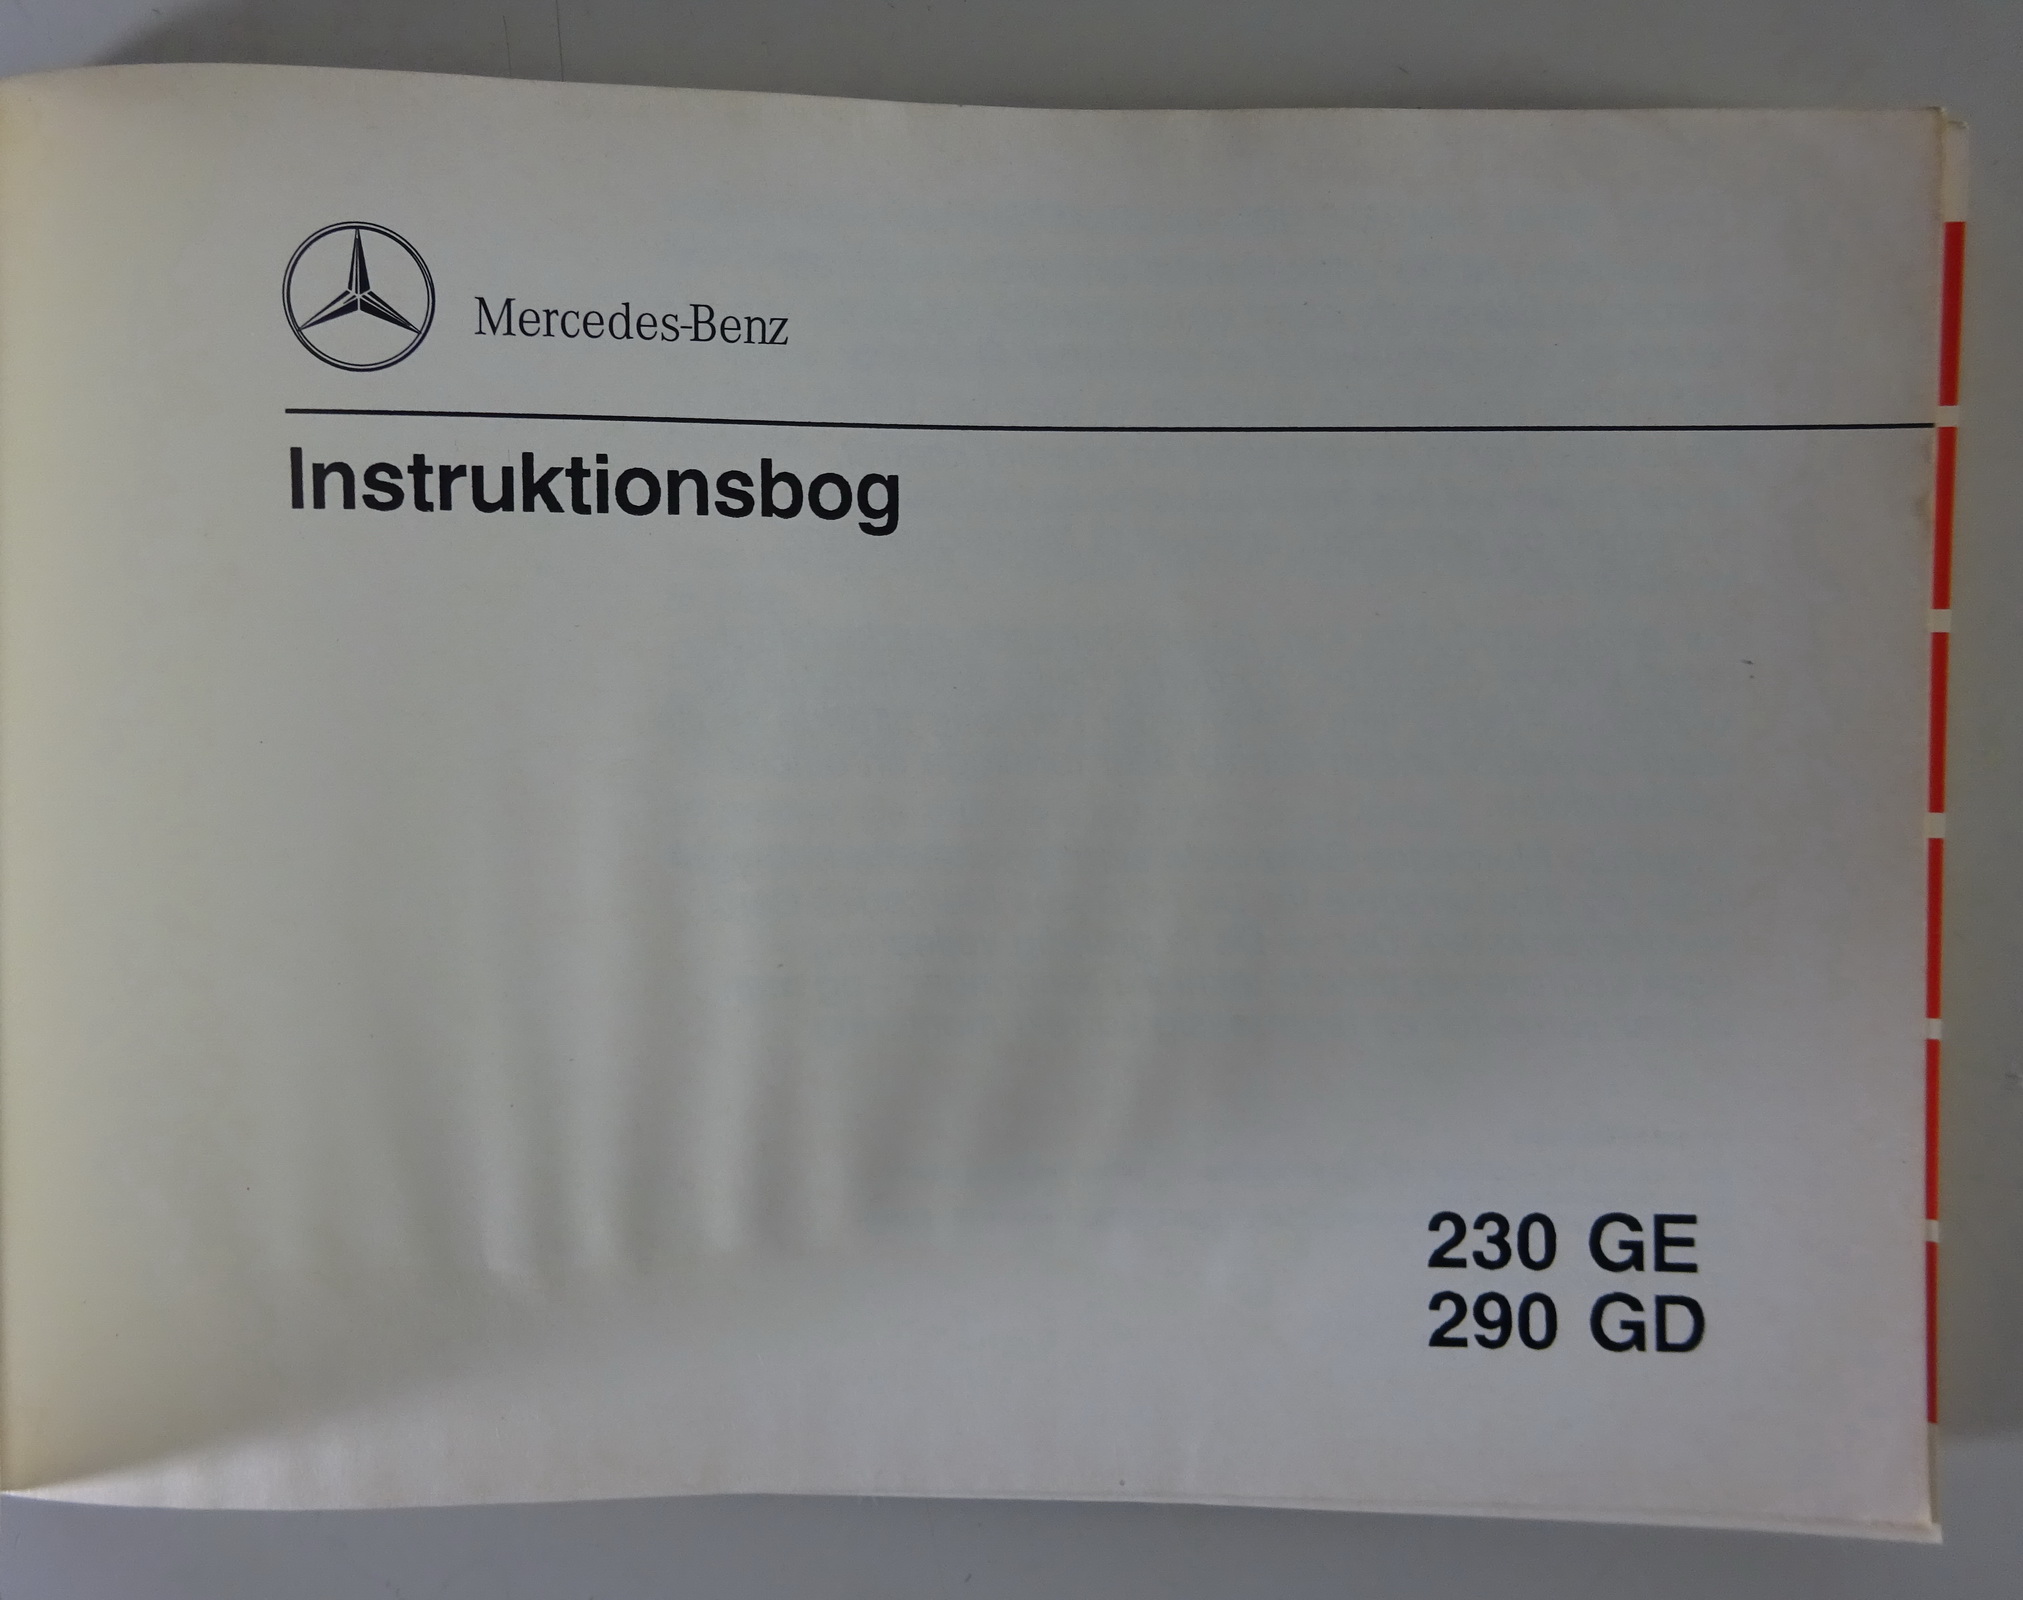 Mercedes-Benz
Instruktionsbog
230 GE
290 GD